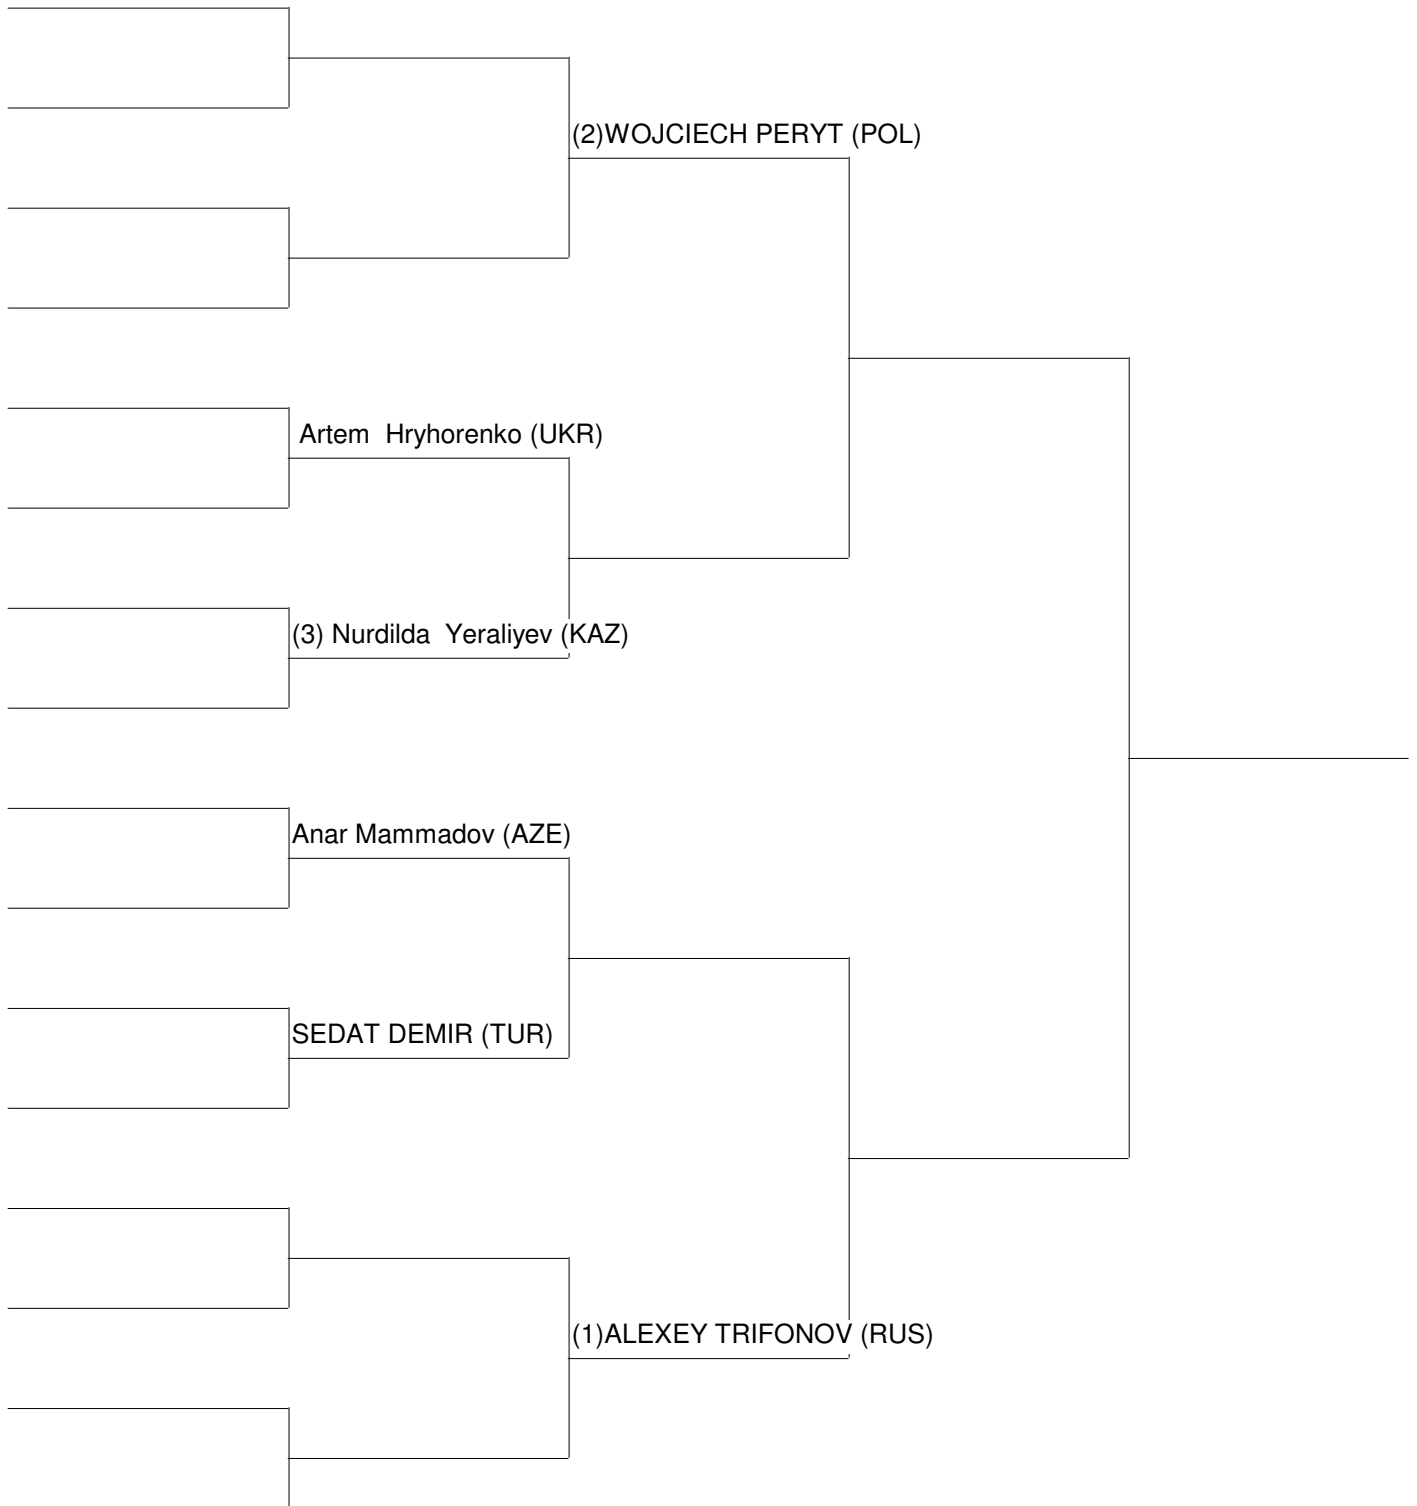 (2)WOJCIECH PERYT (POL)
Artem  Hryhorenko (UKR)
(3) Nurdilda  Yeraliyev (KAZ)
Anar Mammadov (AZE)
SEDAT DEMIR (TUR)
(1)ALEXEY TRIFONOV (RUS)